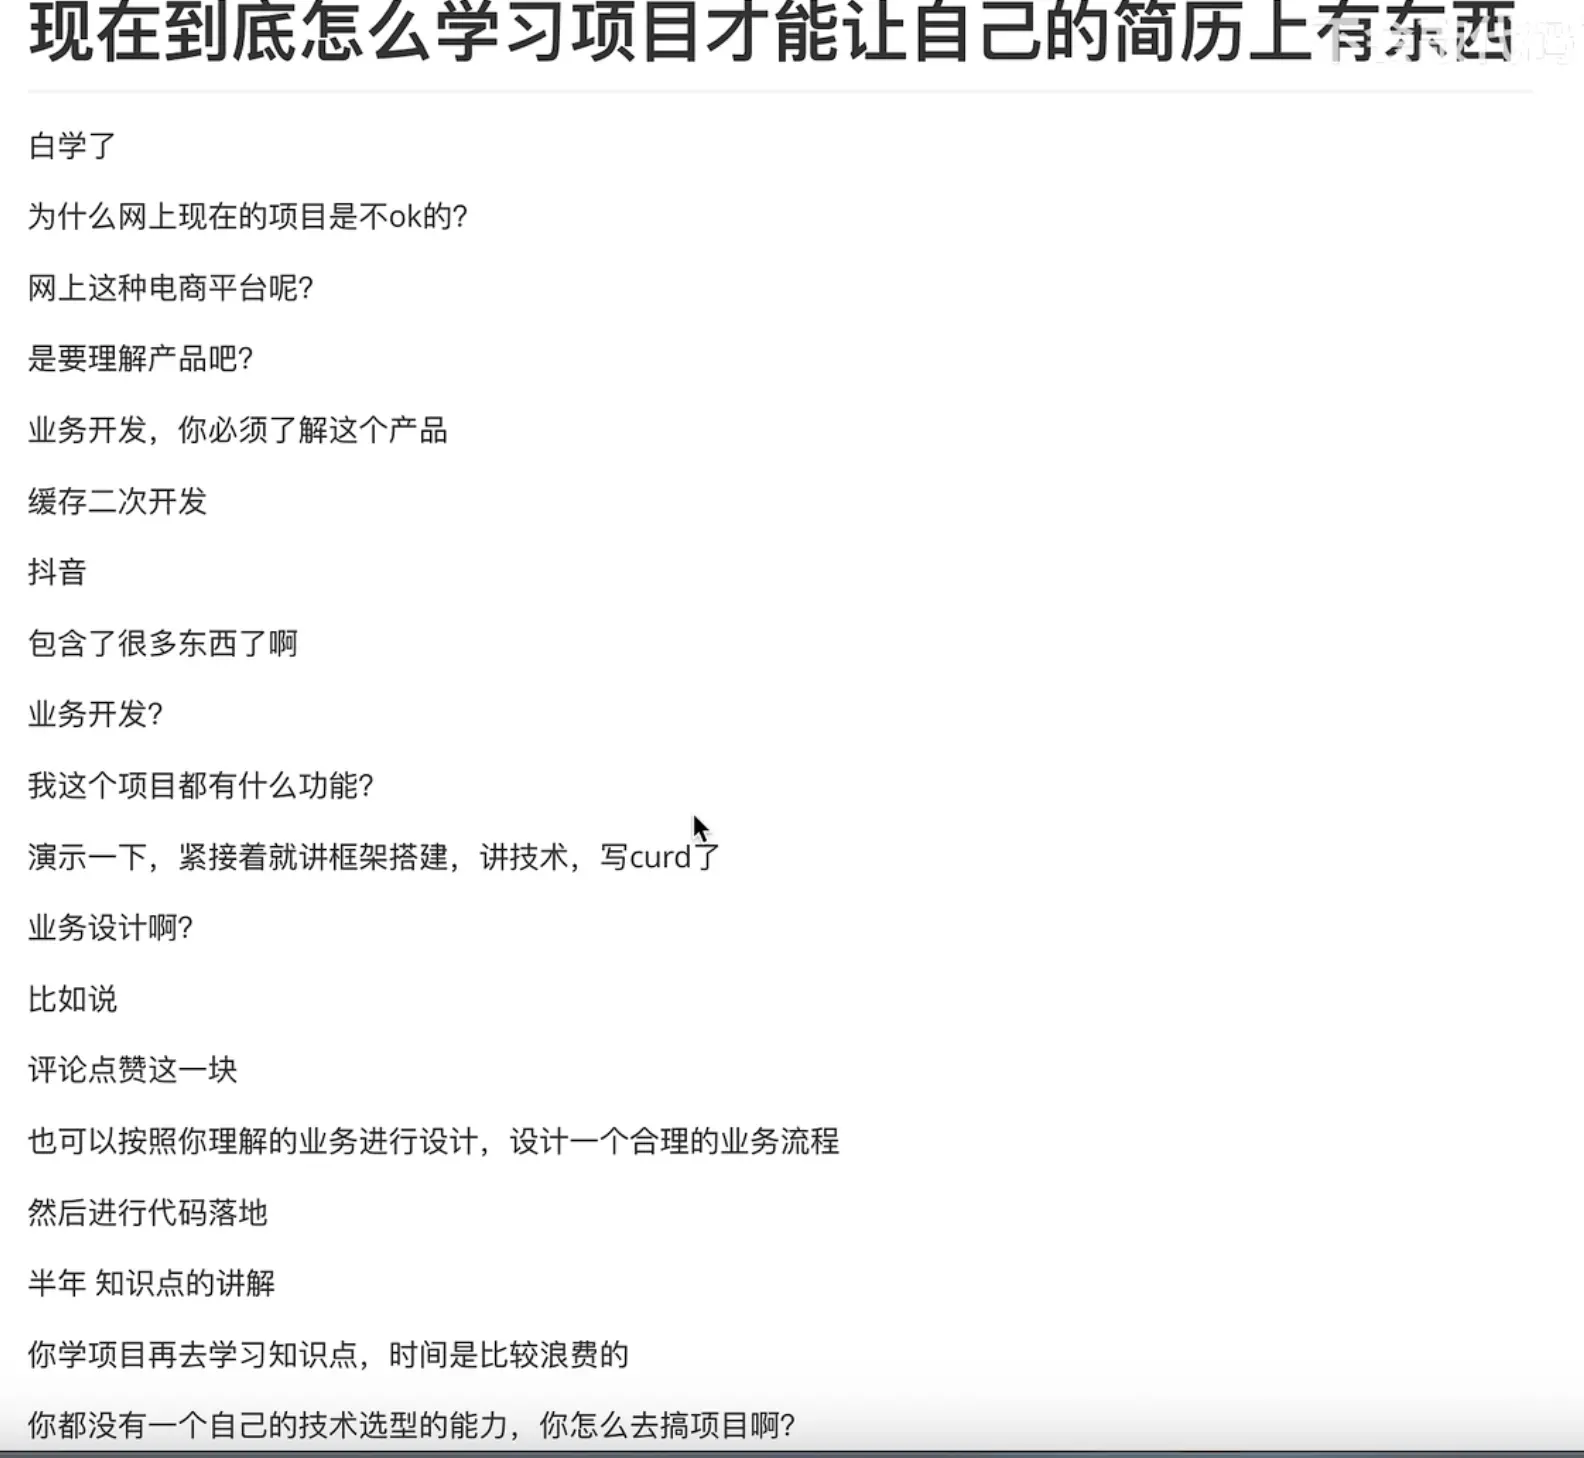 现在到底怎么学习项目才能让自己的简历上有东西
白学了
为什么网上现在的项目是不ok的?
网上这种电商平台呢?
是要理解产品吧?
业务开发，你必须了解这个产品
缓存二次开发
抖音
包含了很多东西了啊
业务开发?
我这个项目都有什么功能?
演示一下，紧接着就讲框架搭建，讲技术，写curd了
业务设计啊?
比如说
评论点赞这一块
也可以按照你理解的业务进行设计，设计一个合理的业务流程
然后进行代码落地
半年 知识点的讲解
你学项目再去学习知识点，时间是比较浪费的
你都没有一个自己的技术选型的能力，你怎么去搞项目啊?